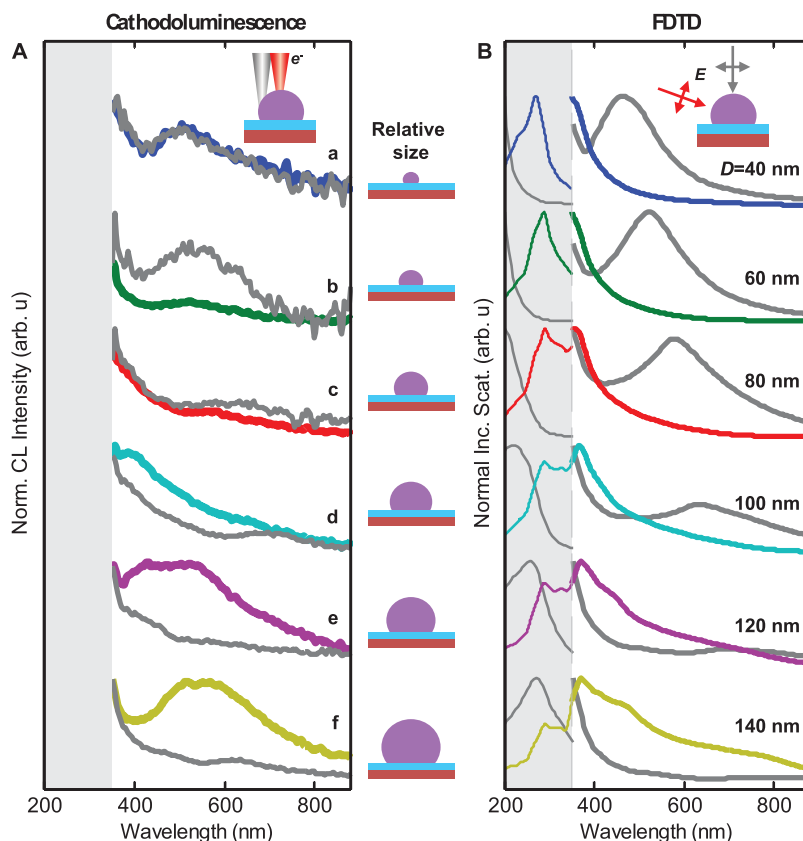 Cathodoluminescence
FDTD
A
B
e-
E
Relative
size
a
b
c
d
e
f
D=40 nm
60 nm
80 nm
100 nm
120 nm
140 nm
Norm. CL Intensity (arb. u)
Normal Inc. Scat. (arb. u)
200 400 600 800
200 400 600 800
Wavelength (nm)
Wavelength (nm)